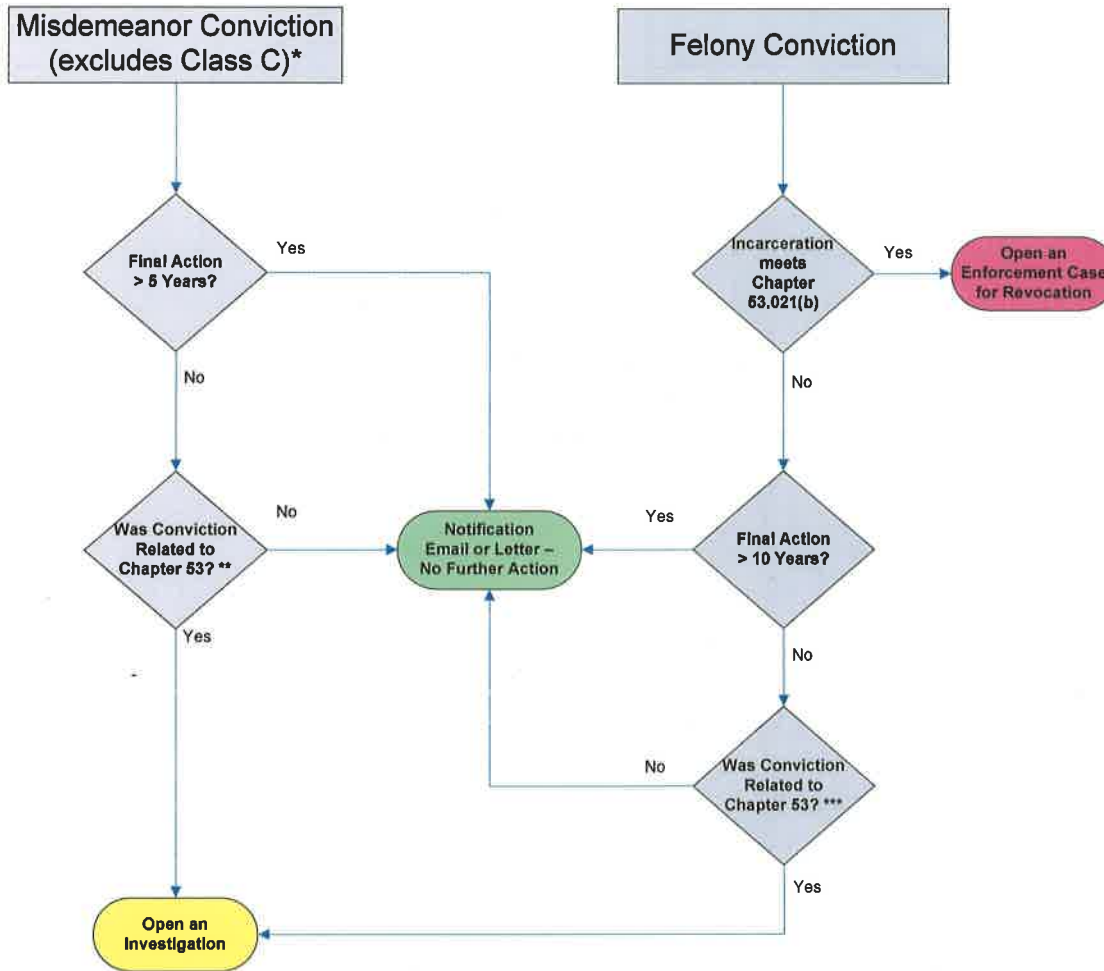 Misdemeanor Conviction
(excludes Class C)*
Felony Conviction
Final Action
> 5 Years?
Yes
Incarceration
meets
Chapter
53.021(b)
Yes
Open an
Enforcement Case
for Revocation
No
No
Was Conviction
Related to
Chapter 53? **
No
Notification
Email or Letter –
No Further Action
Yes
Final Action
> 10 Years?
Yes
No
Was Conviction
Related to
Chapter 53? ***
No
Yes
Open an
Investigation